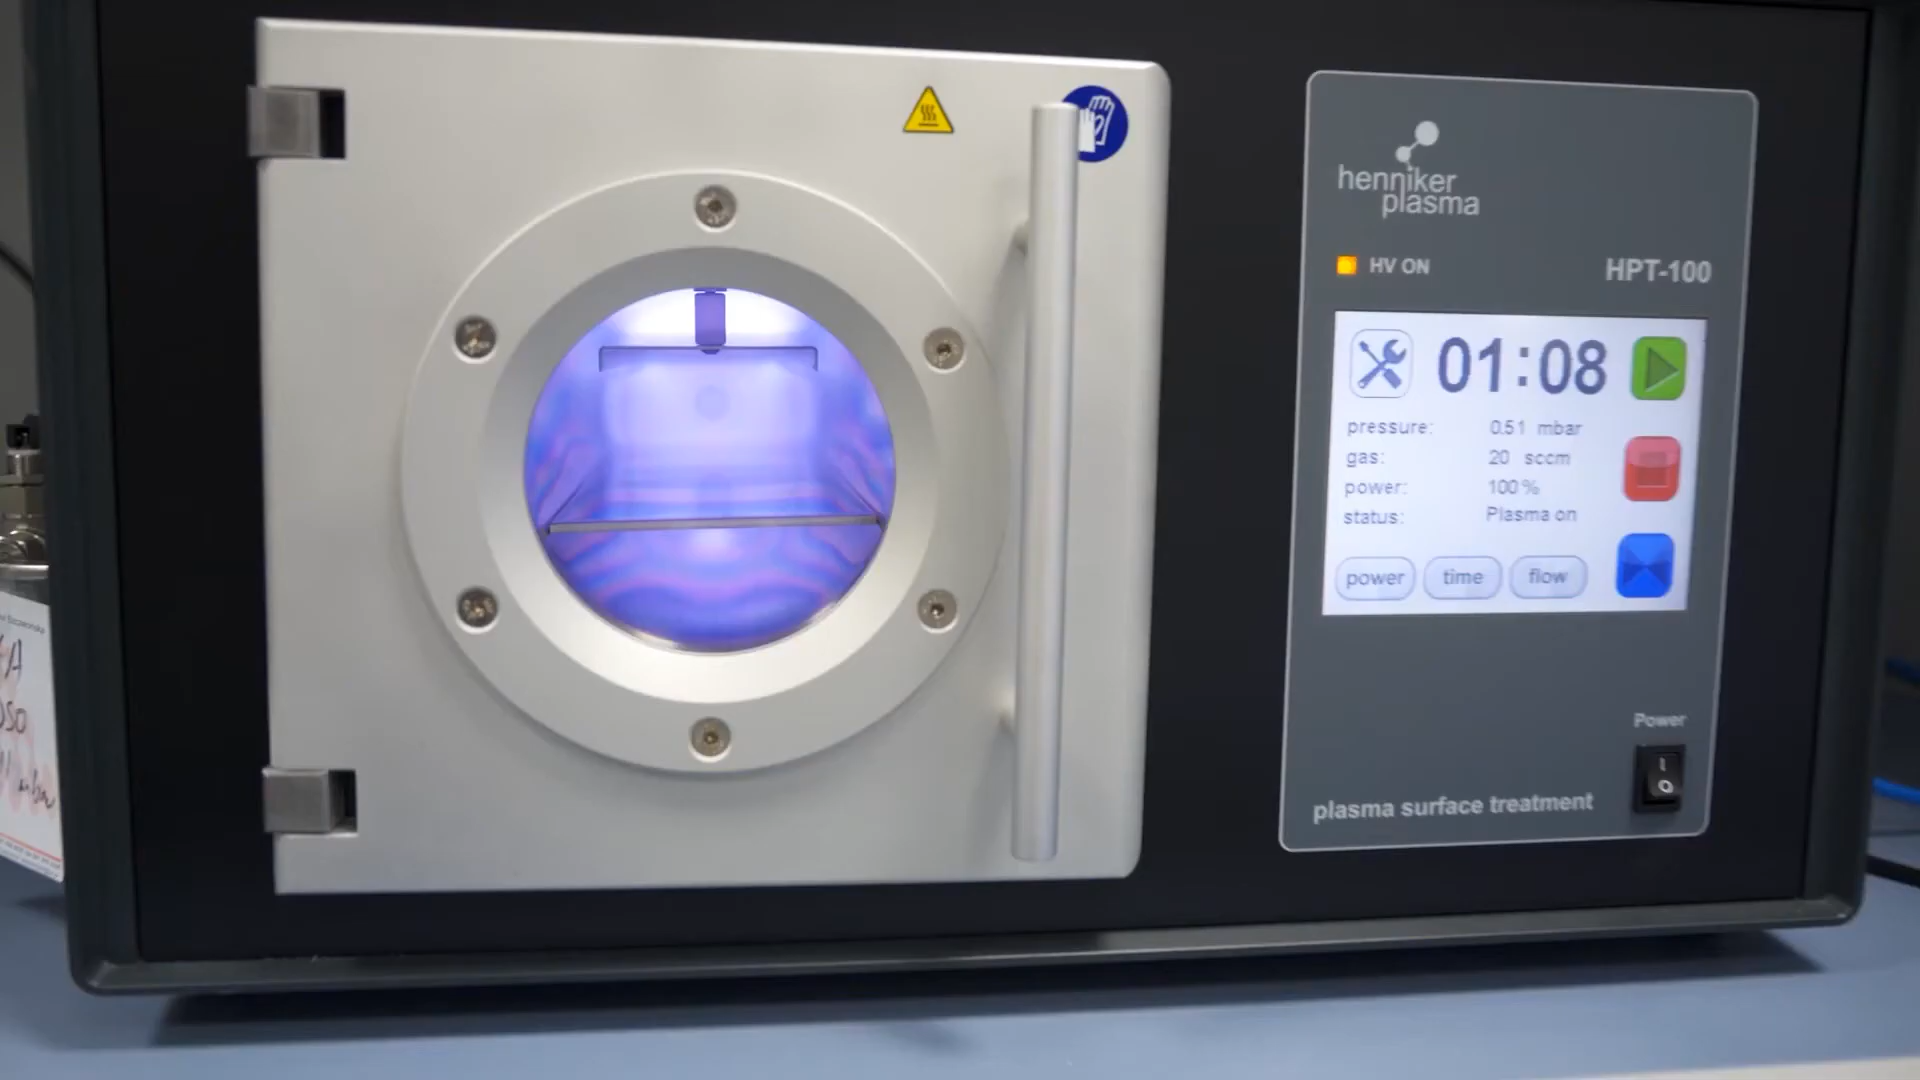 henniker
plasma
HV ON
HPT-100
01:08
pressure: 0.51 mbar
gas: 20 sccm
power: 100 %
status: Plasma on
power
time
flow
Power
plasma surface treatment